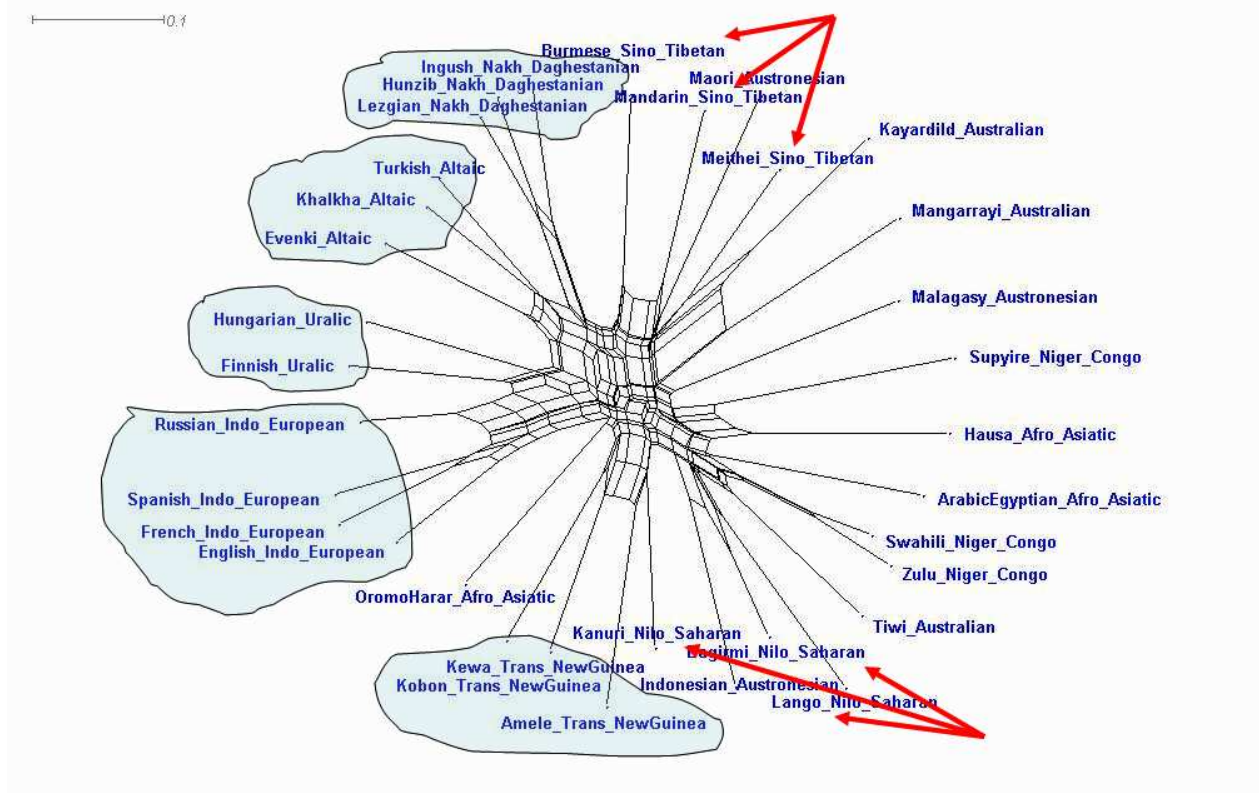 0.1
Burmese_Sino_Tibetan
Ingush_Nakh_Daghestanian
Maori_Austronesian
Hunzib_Nakh_Daghestanian
Mandarin_Sino_Tibetan
Lezgian_Nakh_Daghestanian
Kayardild_Australian
Meithei_Sino_Tibetan
Turkish_Altaic
Khalkha_Altaic
Mangarrayi_Australian
Evenki_Altaic
Malagasy_Austronesian
Hungarian_Uralic
Supyire_Niger_Congo
Finnish_Uralic
Russian_Indo_European
Hausa_Afro_Asiatic
Spanish_Indo_European
ArabicEgyptian_Afro_Asiatic
French_Indo_European
Swahili_Niger_Congo
English_Indo_European
Zulu_Niger_Congo
OromoHarar_Afro_Asiatic
Tiwi_Australian
Kanuri_Nilo_Saharan
Bagirmi_Nilo_Saharan
Kewa_Trans_NewGuinea
Kobon_Trans_NewGuinea
Indonesian_Austronesian
Lango_Nilo_Saharan
Amele_Trans_NewGuinea